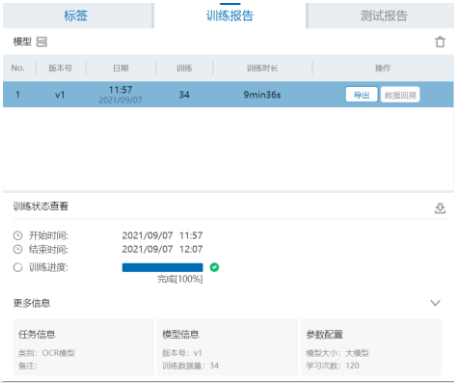 标签 训练报告 测试报告
模型
No. 版本号 日期 训练 训练时长 操作
1 v1 11:57 2021/09/07 34 9min36s 导出 数据回溯
训练状态查看
开始时间: 2021/09/07 11:57
结束时间: 2021/09/07 12:07
训练进度:
完成[100%]
更多信息
任务信息 模型信息 参数配置
类别: OCR模型 版本号: v1 模型大小: 大模型
备注: 训练数据量: 34 学习次数: 120